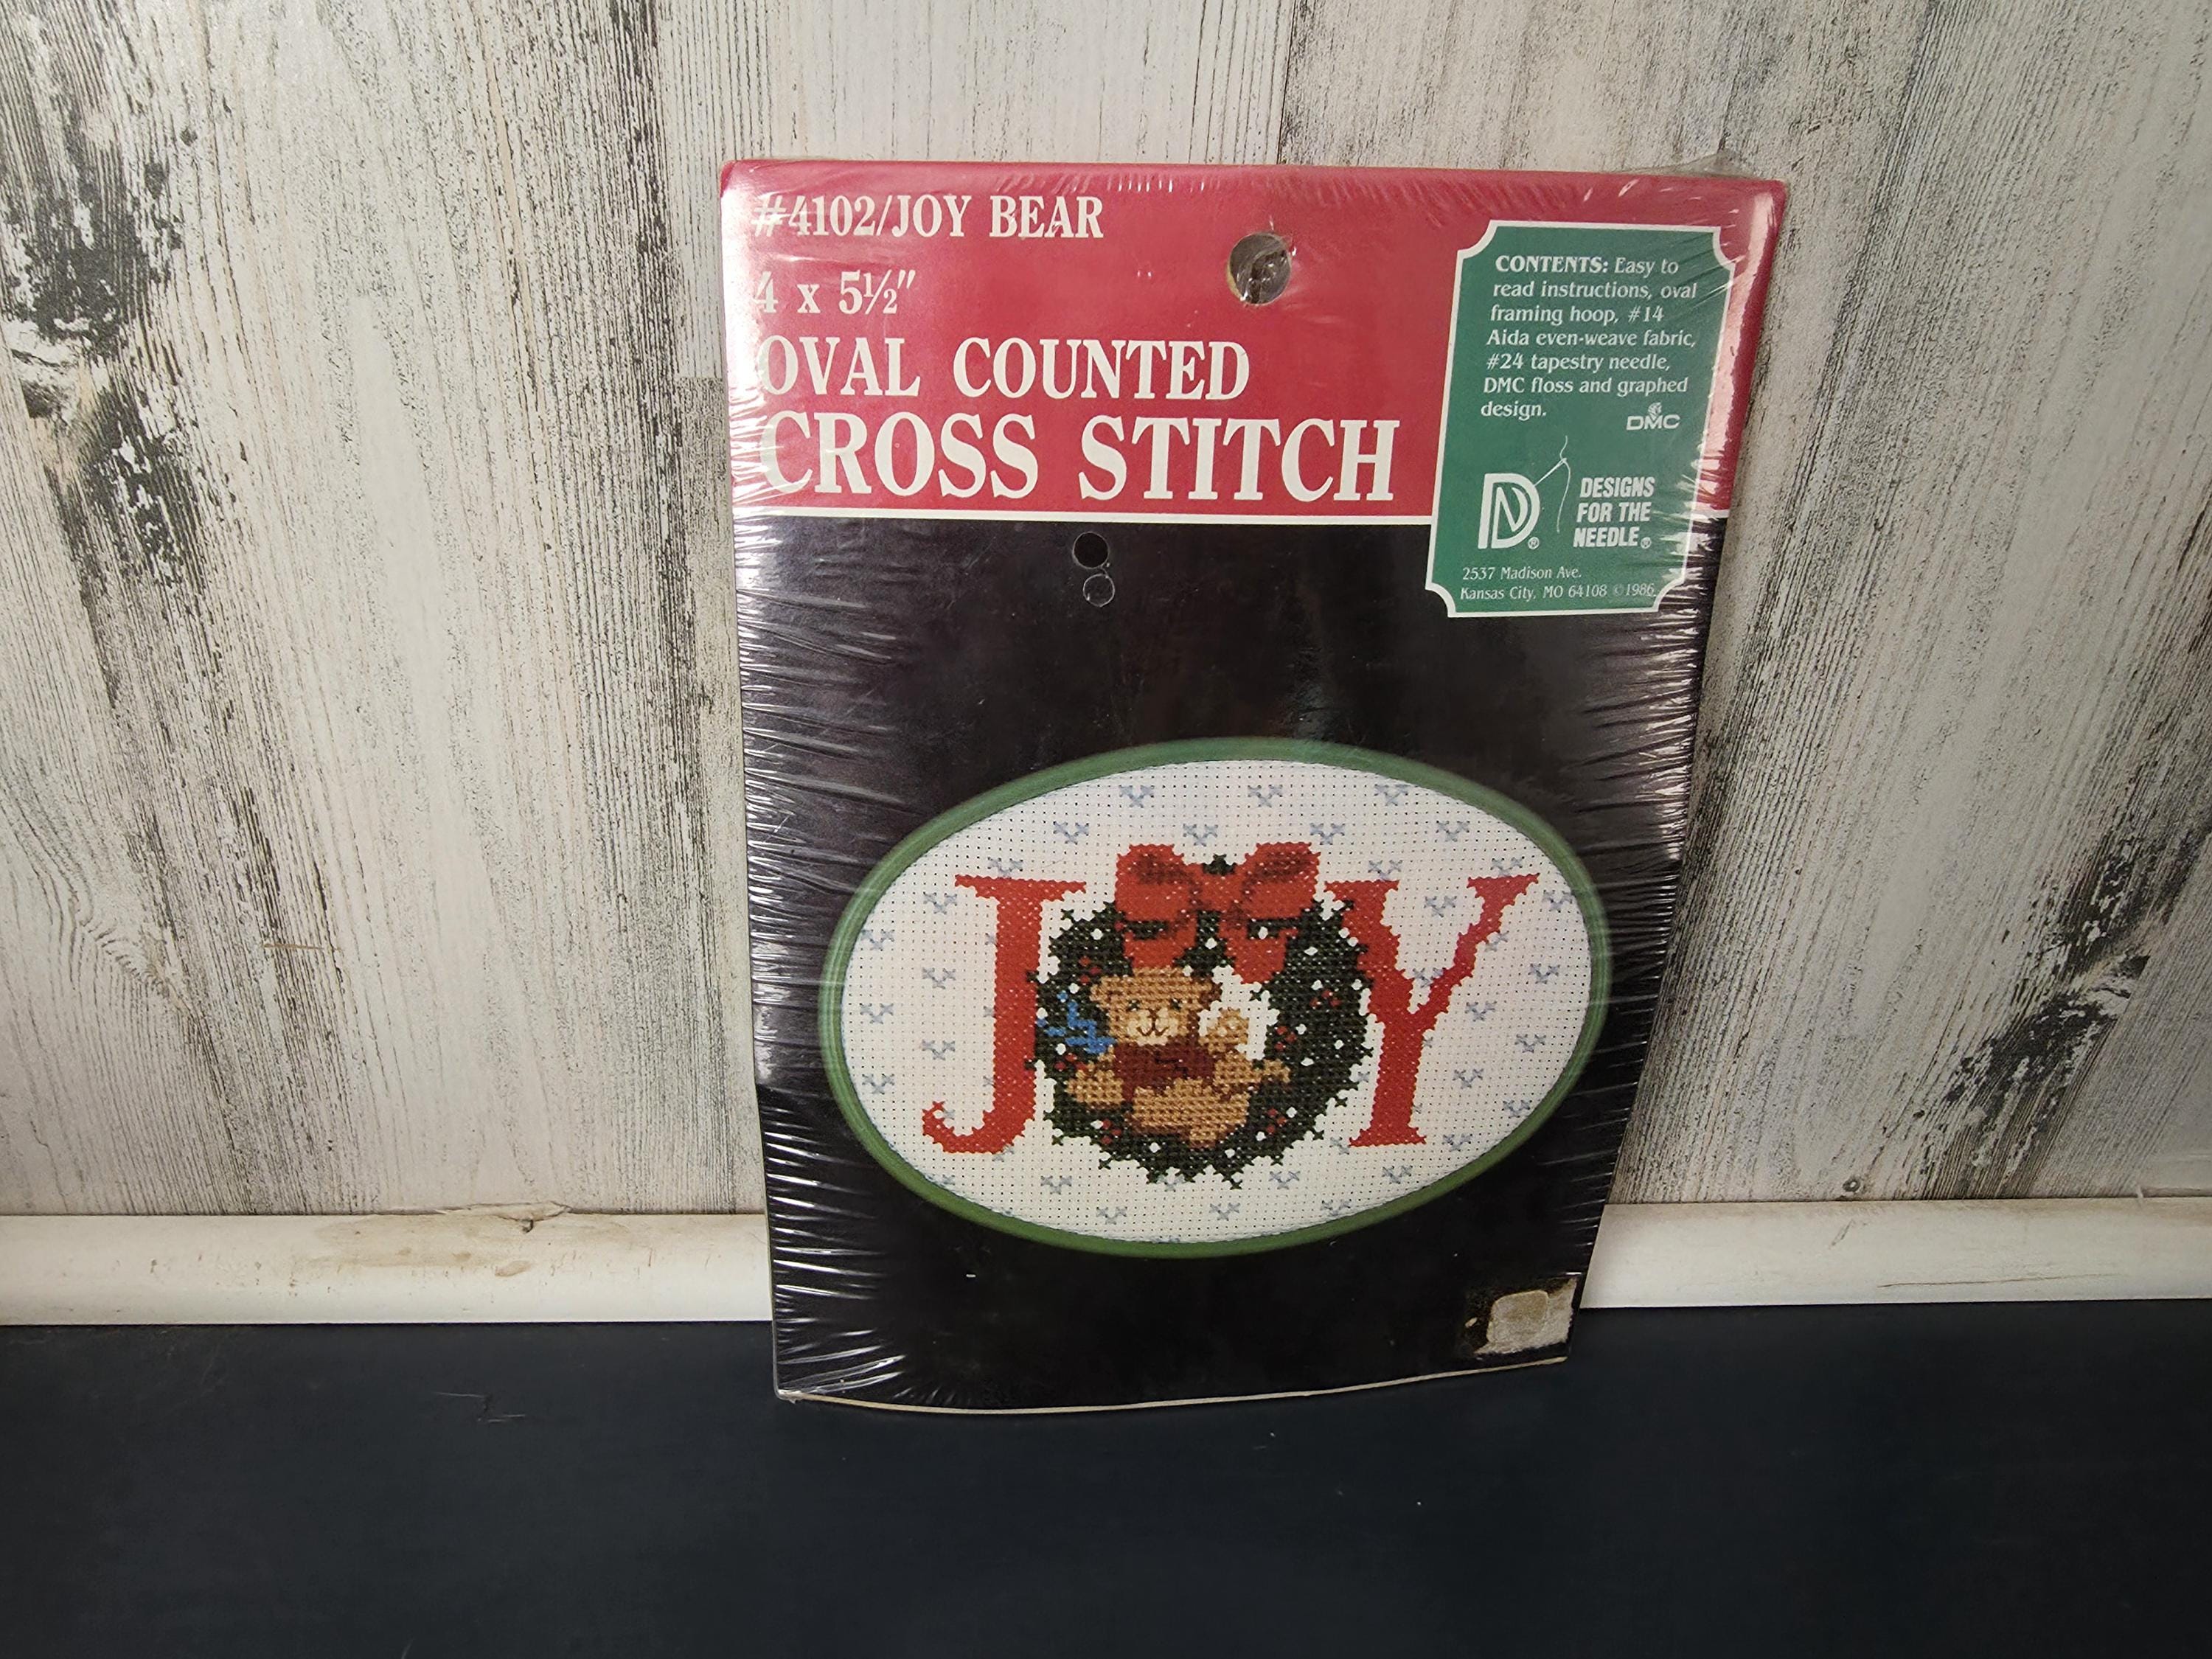 #4102/JOY BEAR
4 x 5½"
OVAL COUNTED
CROSS STITCH
CONTENTS: Easy to
read instructions, oval
framing hoop, #14
Aida even-weave fabric,
#24 tapestry needle,
DMC floss and graphed
design.
DMC
DN®
DESIGNS
FOR THE
NEEDLE®
2537 Madison Ave.
Kansas City, MO 64108 ©1986
JOY